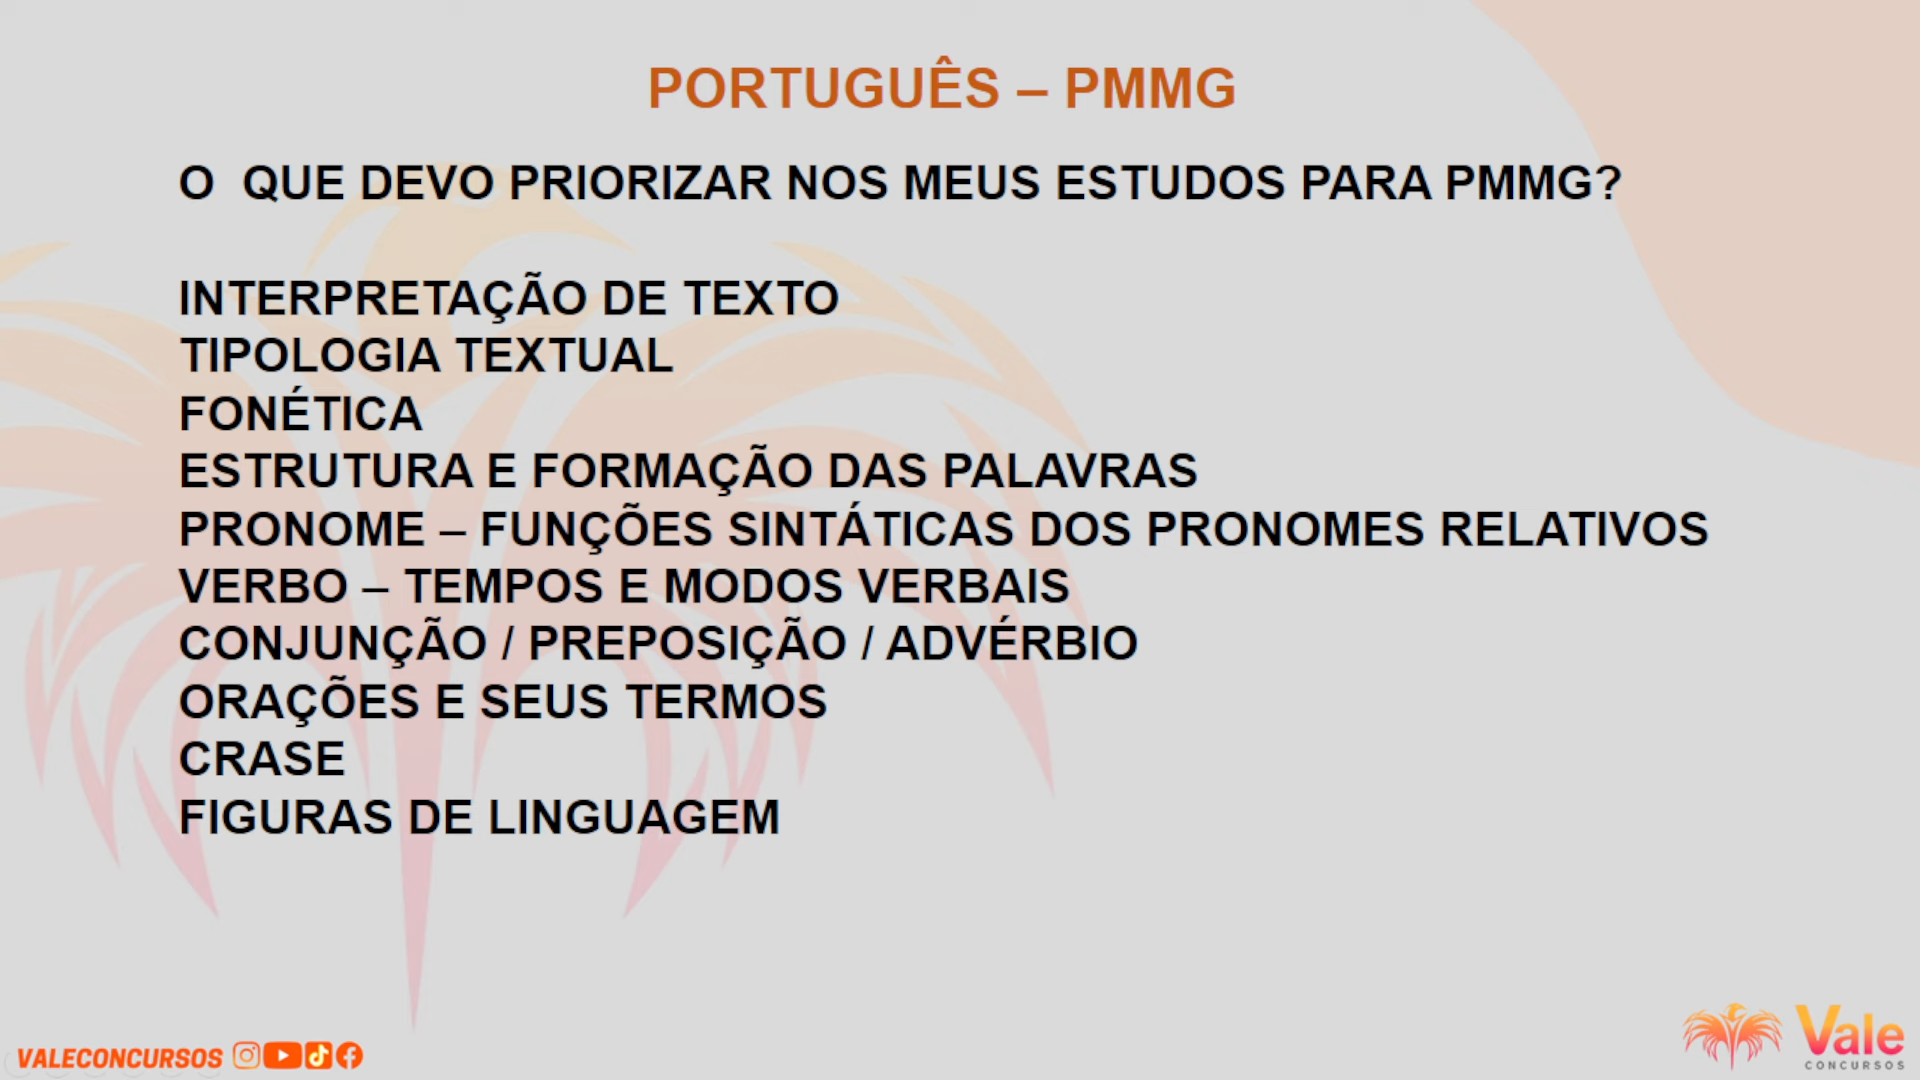 PORTUGUÊS – PMMG
O QUE DEVO PRIORIZAR NOS MEUS ESTUDOS PARA PMMG?
INTERPRETAÇÃO DE TEXTO
TIPOLOGIA TEXTUAL
FONÉTICA
ESTRUTURA E FORMAÇÃO DAS PALAVRAS
PRONOME – FUNÇÕES SINTÁTICAS DOS PRONOMES RELATIVOS
VERBO – TEMPOS E MODOS VERBAIS
CONJUNÇÃO / PREPOSIÇÃO / ADVÉRBIO
ORAÇÕES E SEUS TERMOS
CRASE
FIGURAS DE LINGUAGEM
VALECONCURSOS
Vale
CONCURSOS